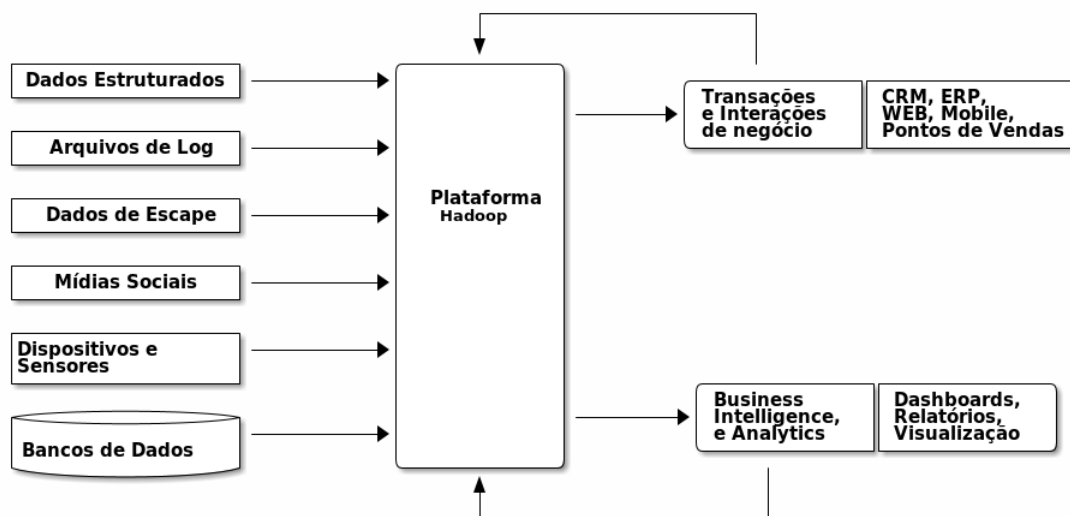 Dados Estruturados
Arquivos de Log
Dados de Escape
Mídias Sociais
Dispositivos e
Sensores
Bancos de Dados
Plataforma
Hadoop
Transações
e Interações
de negócio
CRM, ERP,
WEB, Mobile,
Pontos de Vendas
Business
Intelligence,
e Analytics
Dashboards,
Relatórios,
Visualização